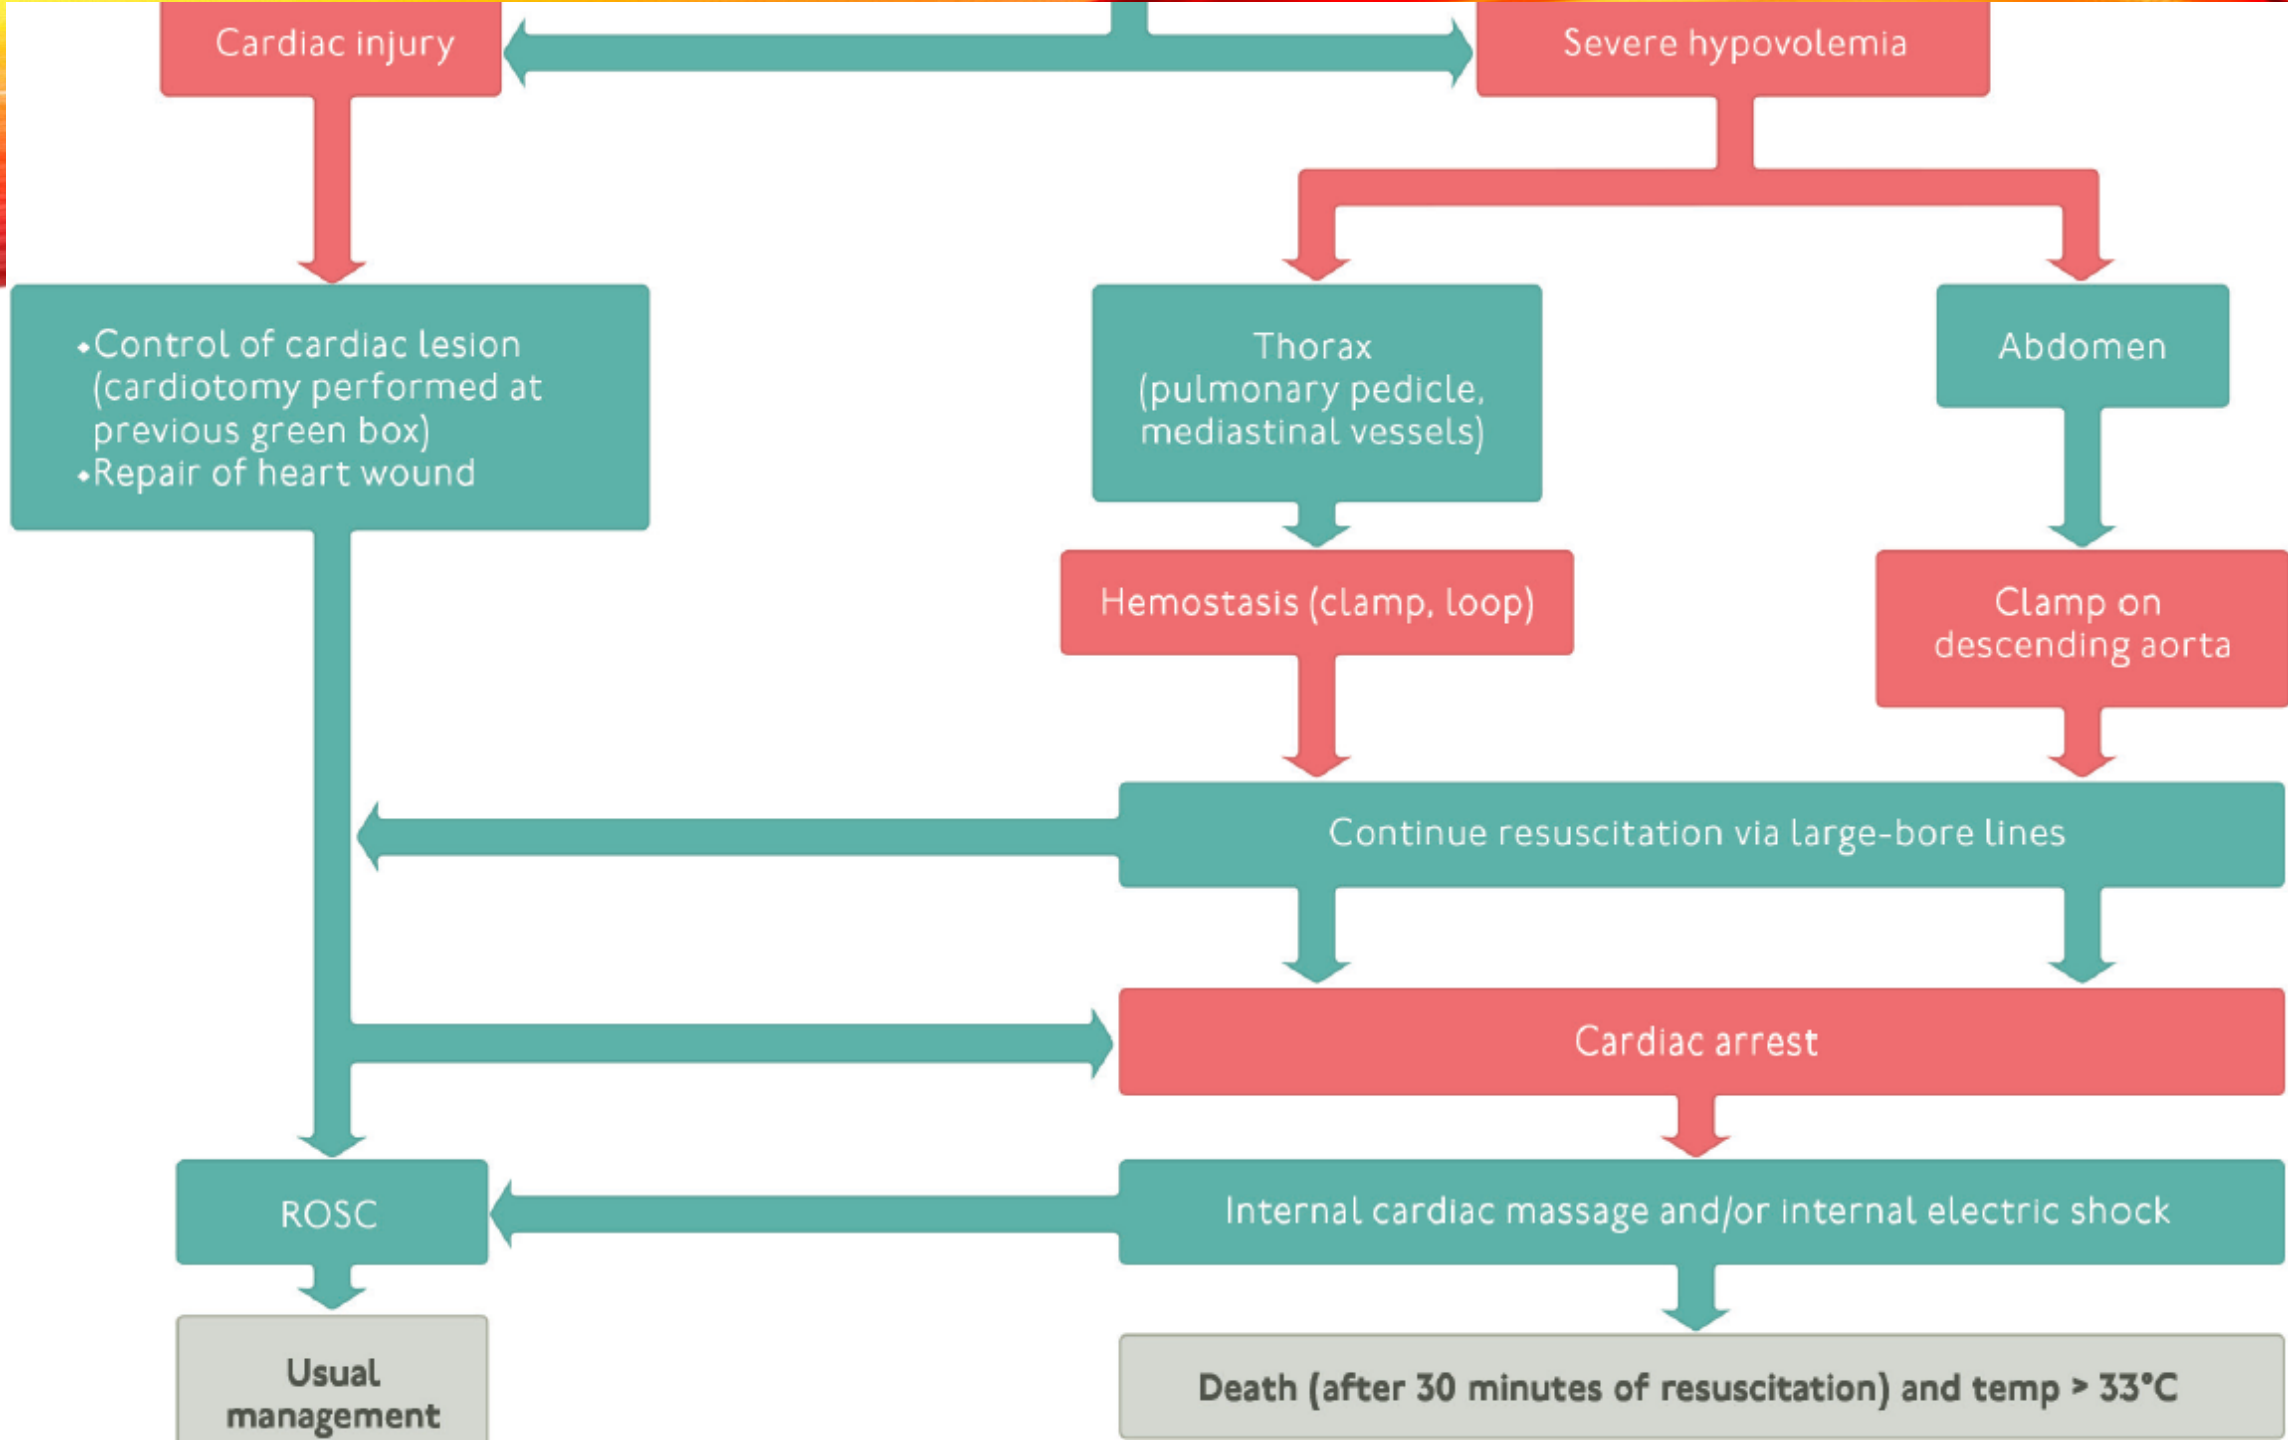 Cardiac injury
Severe hypovolemia
◆Control of cardiac lesion
(cardiotomy performed at
previous green box)
◆Repair of heart wound
Thorax
(pulmonary pedicle,
mediastinal vessels)
Abdomen
Hemostasis (clamp, loop)
Clamp on
descending aorta
Continue resuscitation via large-bore lines
Cardiac arrest
ROSC
Internal cardiac massage and/or internal electric shock
Usual
management
Death (after 30 minutes of resuscitation) and temp > 33°C